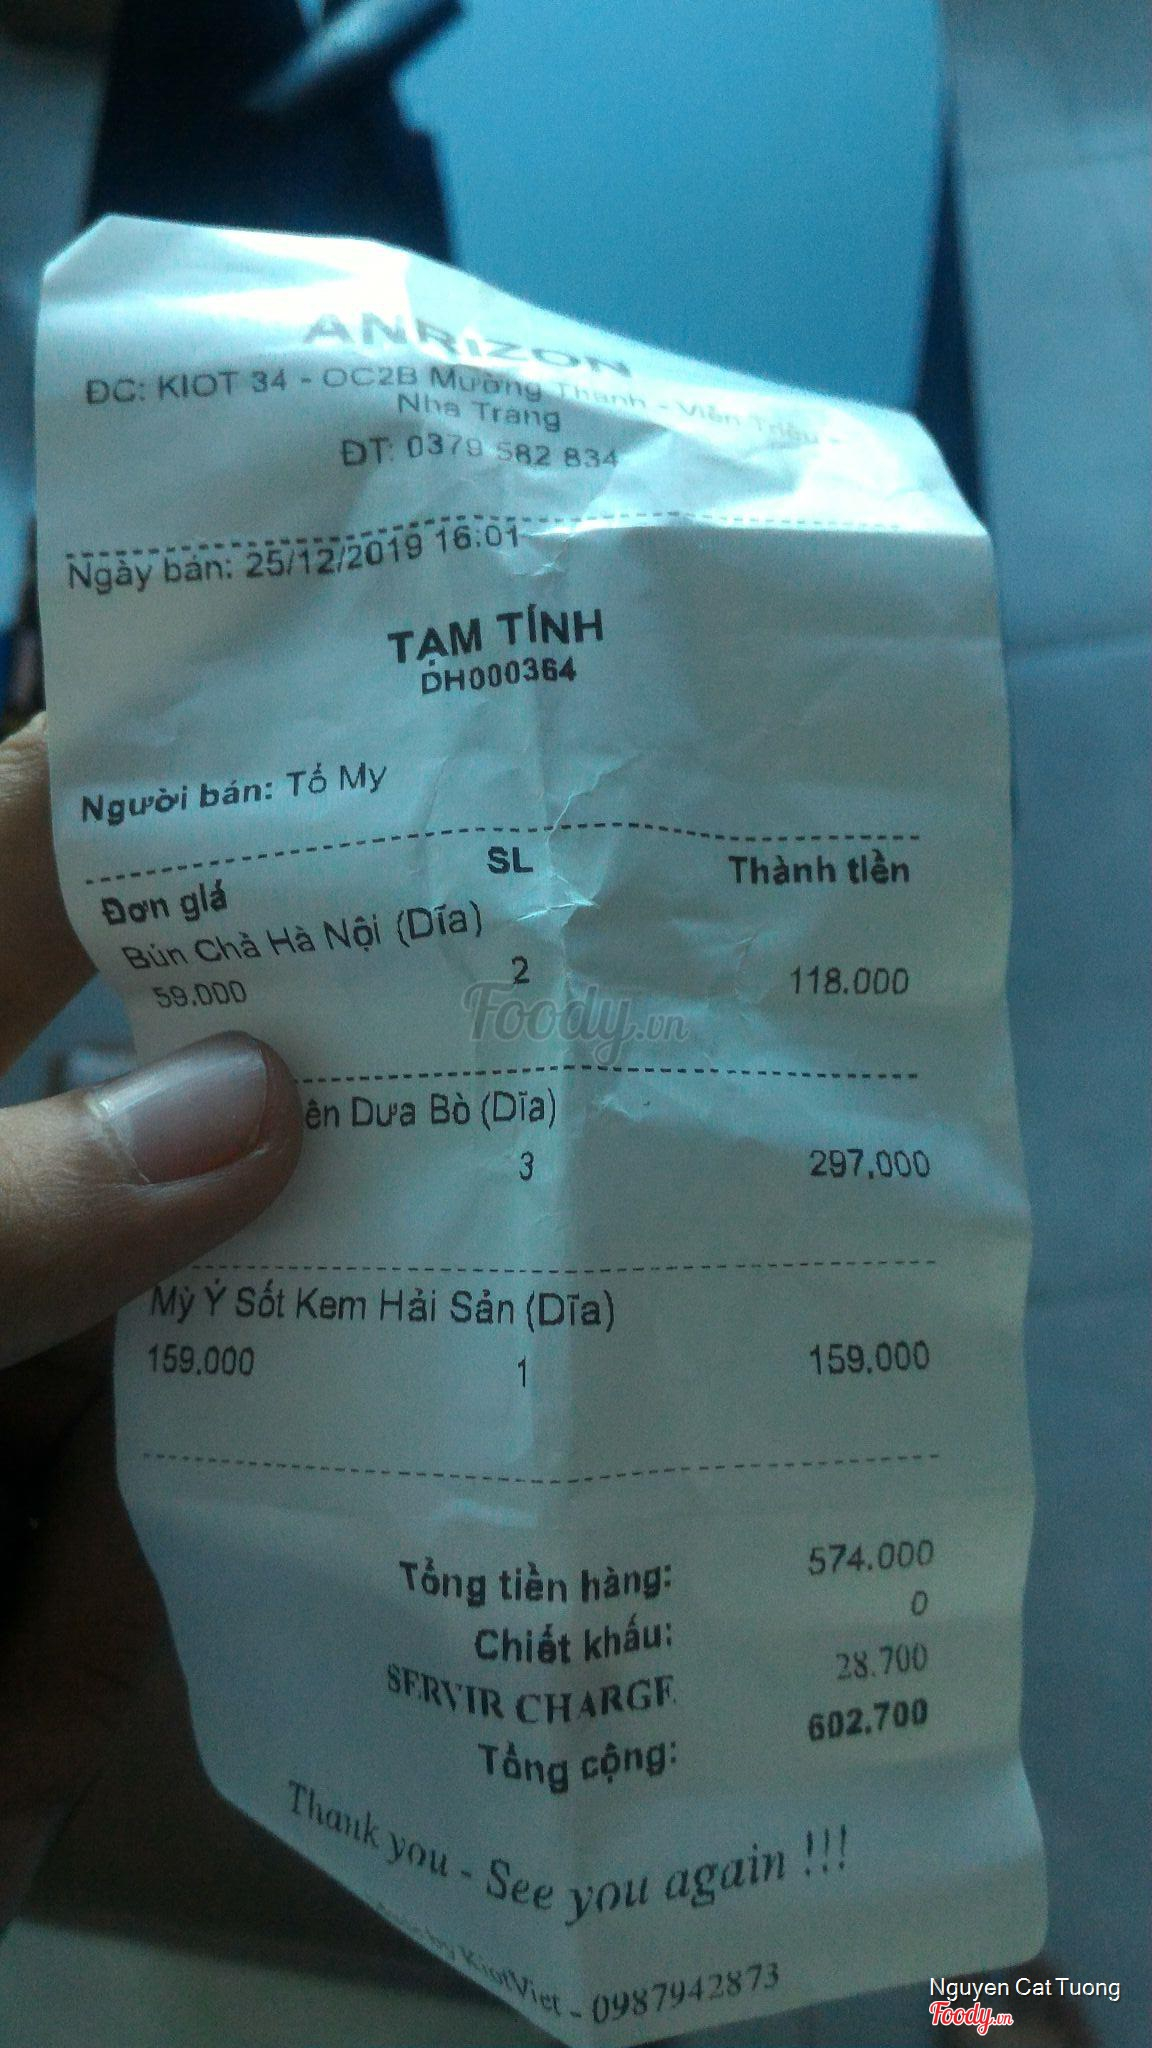 ANRIZON
ĐC: KIOT 34 - OC2B Mường Thanh - Viễn Triều -
Nha Trang
ĐT: 0379 582 834
Ngày bán: 25/12/2019 16:01
TẠM TÍNH
DH000364
Người bán: Tố My
Đơn giá SL Thành tiền
Bún Chả Hà Nội (Dĩa)
59.000 2 118.000
ên Dưa Bò (Dĩa)
3 297.000
Mỳ Ý Sốt Kem Hải Sản (Dĩa)
159.000 1 159.000
Tổng tiền hàng: 574.000
Chiết khấu: 0
SERVIR CHARGE 28.700
Tổng cộng: 602.700
Thank you - See you again !!!
by KiotViet - 0987942873
Foody.vn
Nguyen Cat Tuong
Foody.vn